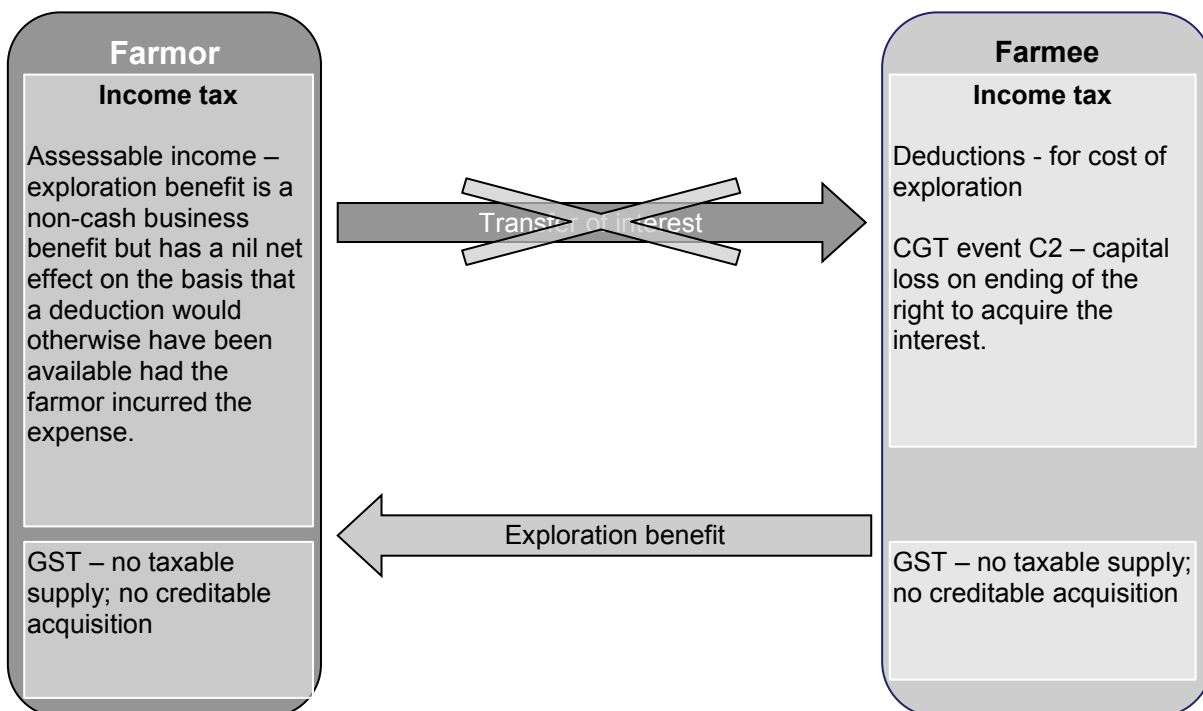 Farmor
Income tax
Assessable income –
exploration benefit is a
non-cash business
benefit but has a nil net
effect on the basis that
a deduction would
otherwise have been
available had the
farmor incurred the
expense.
GST – no taxable
supply; no creditable
acquisition
Transfer of interest
Exploration benefit
Farmee
Income tax
Deductions - for cost of
exploration
CGT event C2 – capital
loss on ending of the
right to acquire the
interest.
GST – no taxable supply;
no creditable acquisition